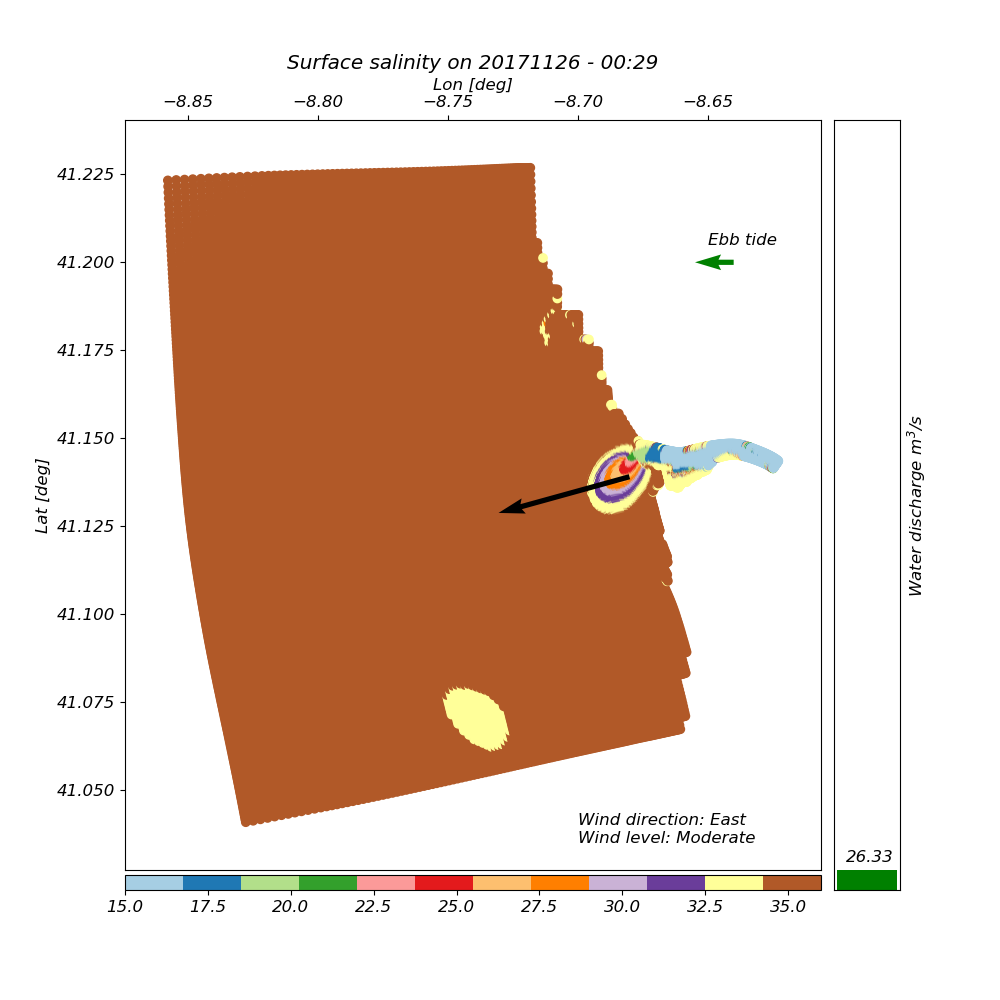 Surface salinity on 20171126 - 00:29
Lon [deg]
−8.85 −8.80 −8.75 −8.70 −8.65
41.225
41.200
41.175
41.150
41.125
41.100
41.075
41.050
Lat [deg]
Ebb tide
Wind direction: East
Wind level: Moderate
15.0 17.5 20.0 22.5 25.0 27.5 30.0 32.5 35.0
26.33
Water discharge m³/s